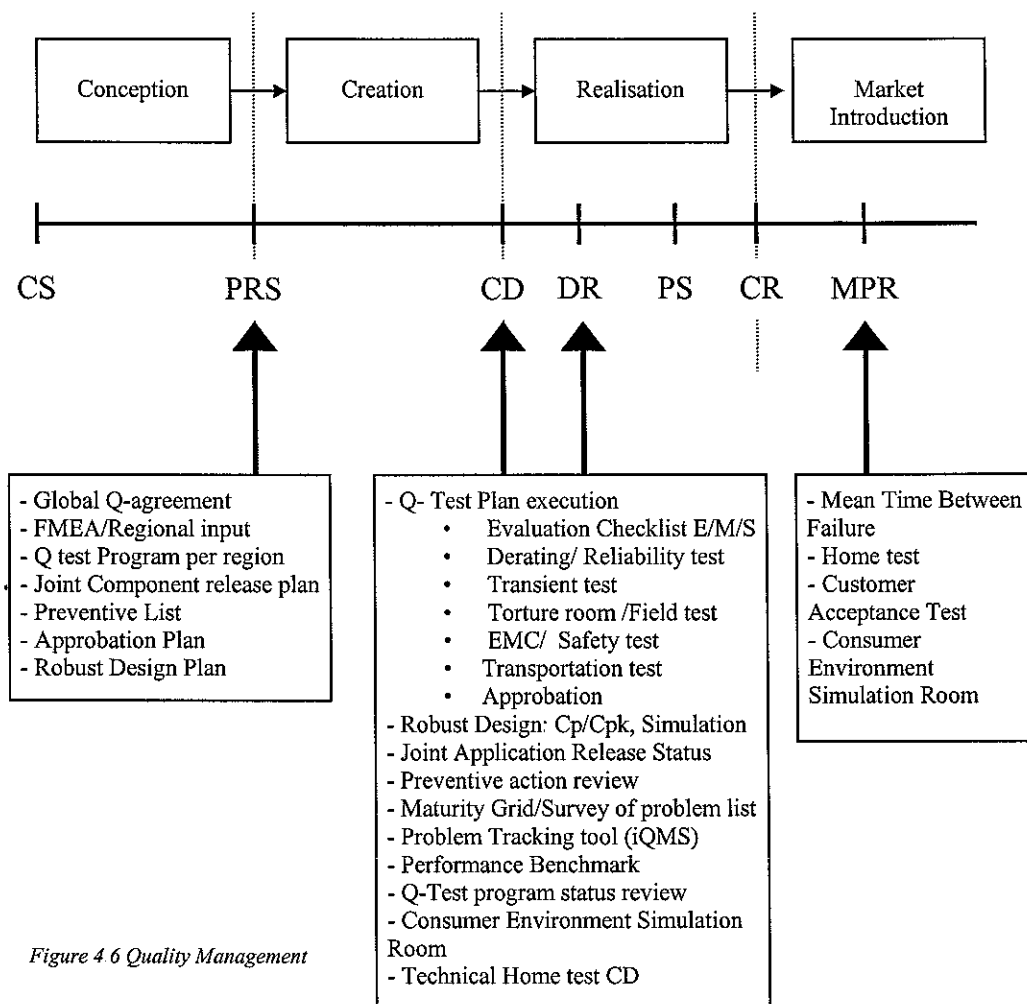 Conception
Creation
Realisation
Market
Introduction
CS
PRS
CD
DR
PS
CR
MPR
- Global Q-agreement
- FMEA/Regional input
- Q test Program per region
- Joint Component release plan
- Preventive List
- Approbation Plan
- Robust Design Plan
- Q- Test Plan execution
• Evaluation Checklist E/M/S
• Derating/ Reliability test
• Transient test
• Torture room /Field test
• EMC/ Safety test
• Transportation test
• Approbation
- Robust Design: Cp/Cpk, Simulation
- Joint Application Release Status
- Preventive action review
- Maturity Grid/Survey of problem list
- Problem Tracking tool (iQMS)
- Performance Benchmark
- Q-Test program status review
- Consumer Environment Simulation
Room
- Technical Home test CD
- Mean Time Between
Failure
- Home test
- Customer
Acceptance Test
- Consumer
Environment
Simulation Room
Figure 4.6 Quality Management